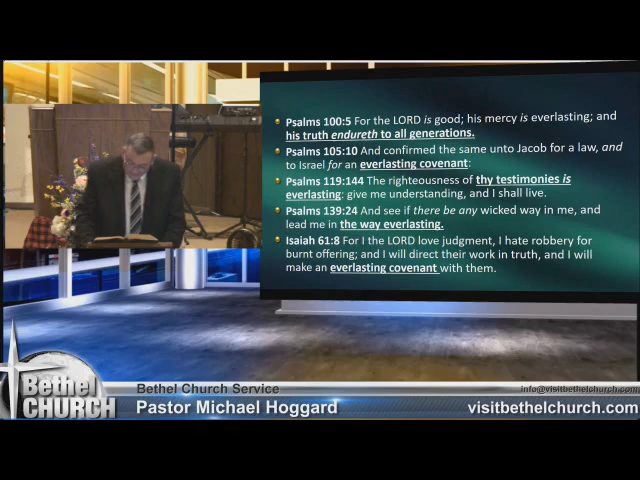 Psalms 100:5 For the LORD is good; his mercy is everlasting; and
his truth endureth to all generations.
Psalms 105:10 And confirmed the same unto Jacob for a law, and
to Israel for an everlasting covenant:
Psalms 119:144 The righteousness of thy testimonies is
everlasting: give me understanding, and I shall live.
Psalms 139:24 And see if there be any wicked way in me, and
lead me in the way everlasting.
Isaiah 61:8 For I the LORD love judgment, I hate robbery for
burnt offering; and I will direct their work in truth, and I will
make an everlasting covenant with them.
Bethel
CHURCH
Bethel Church Service
info@visitbethelchurch.com
Pastor Michael Hoggard
visitbethelchurch.com